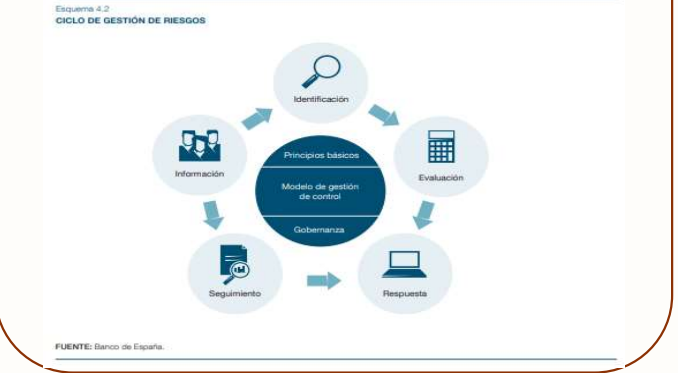 Esquema 4.2
CICLO DE GESTIÓN DE RIESGOS
Identificación
Información
Principios básicos
Evaluación
Modelo de gestión
de control
Gobernanza
Seguimiento
Respuesta
FUENTE: Banco de España.